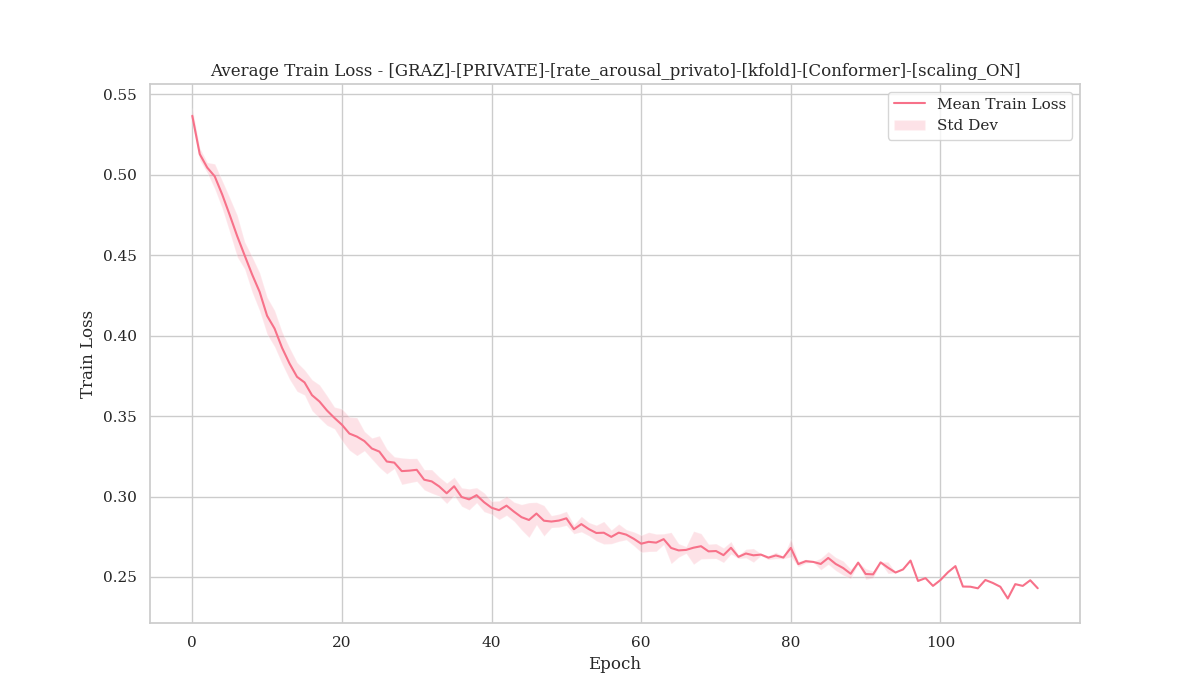 Average Train Loss - [GRAZ]-[PRIVATE]-[rate_arousal_privato]-[kfold]-[Conformer]-[scaling_ON]
Mean Train Loss
Std Dev
0.55
0.50
0.45
0.40
0.35
0.30
0.25
Train Loss
0
20
40
60
80
100
Epoch